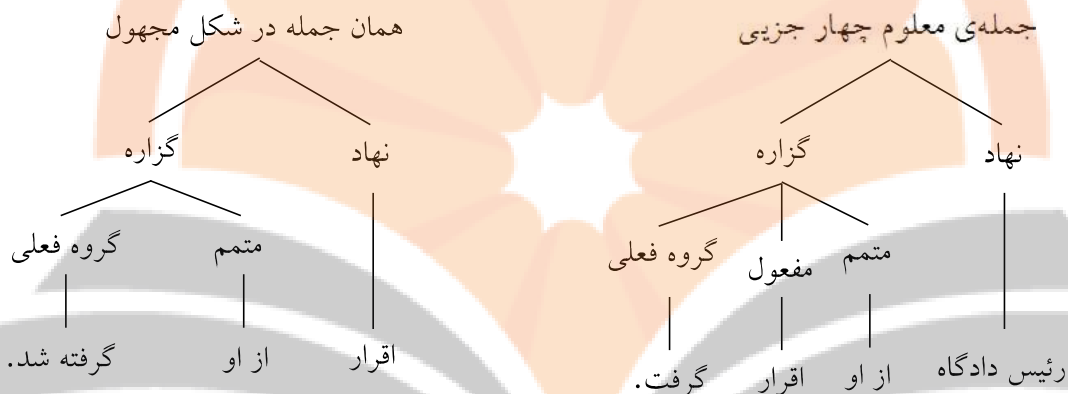 جمله‌ی معلوم چهار جزیی
نهاد
گزاره
متمم
مفعول
گروه فعلی
رئیس دادگاه
از او
اقرار
گرفت.
همان جمله در شکل مجهول
نهاد
گزاره
متمم
گروه فعلی
اقرار
از او
گرفته شد.